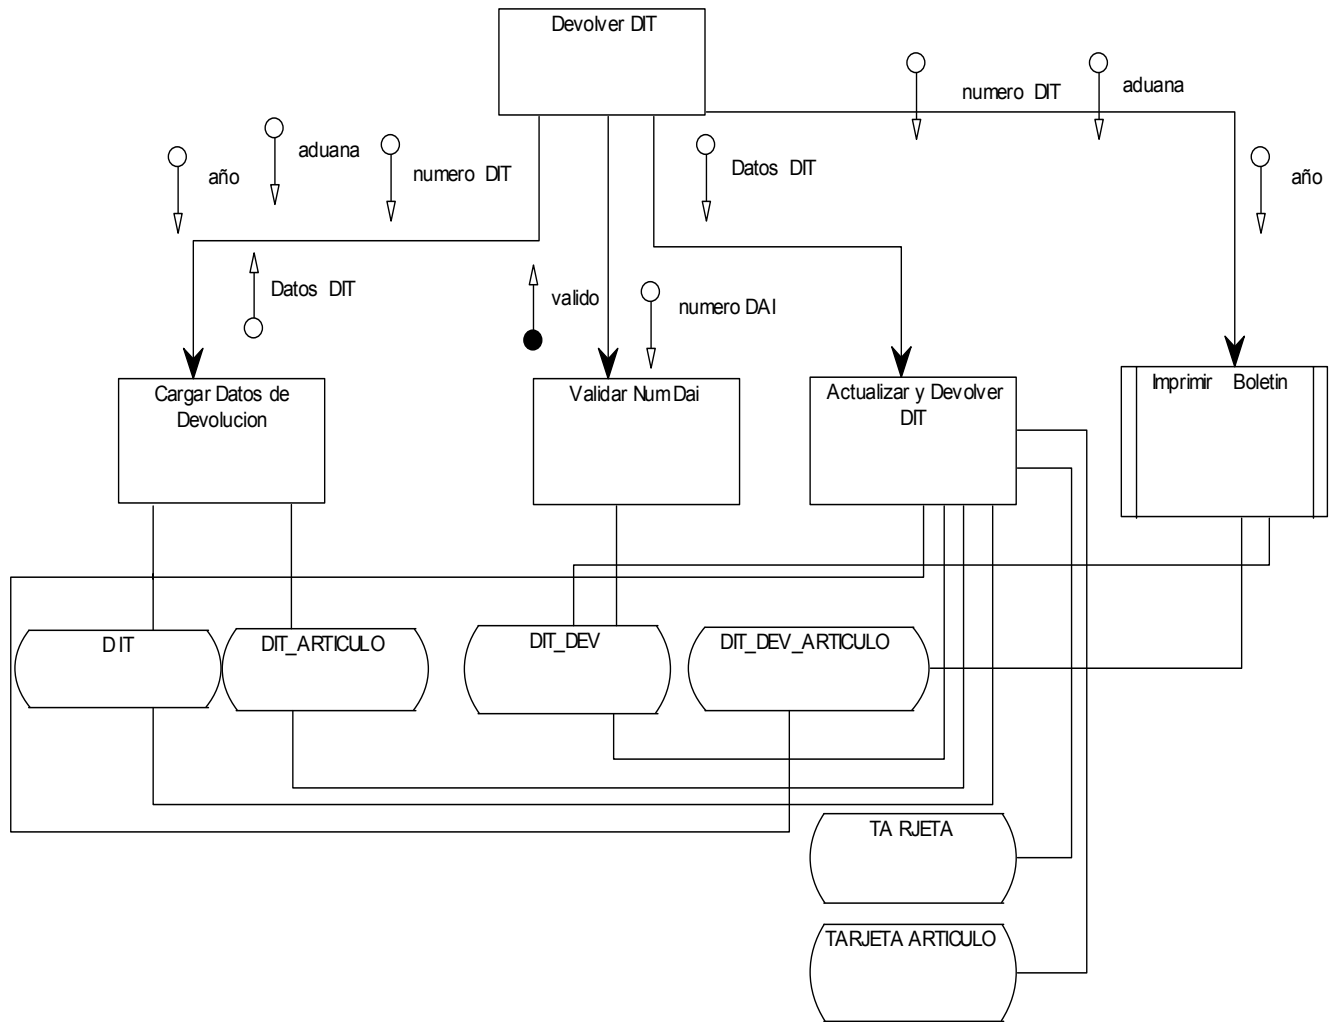 Devolver DIT
numero DIT
aduana
aduana
año
numero DIT
Datos DIT
año
Datos DIT
valido
numero DAI
Cargar Datos de
Devolucion
Validar Num Dai
Actualizar y Devolver
DIT
Imprimir Boletin
DIT
DIT_ARTICULO
DIT_DEV
DIT_DEV_ARTICULO
TA RJETA
TARJETA ARTICULO